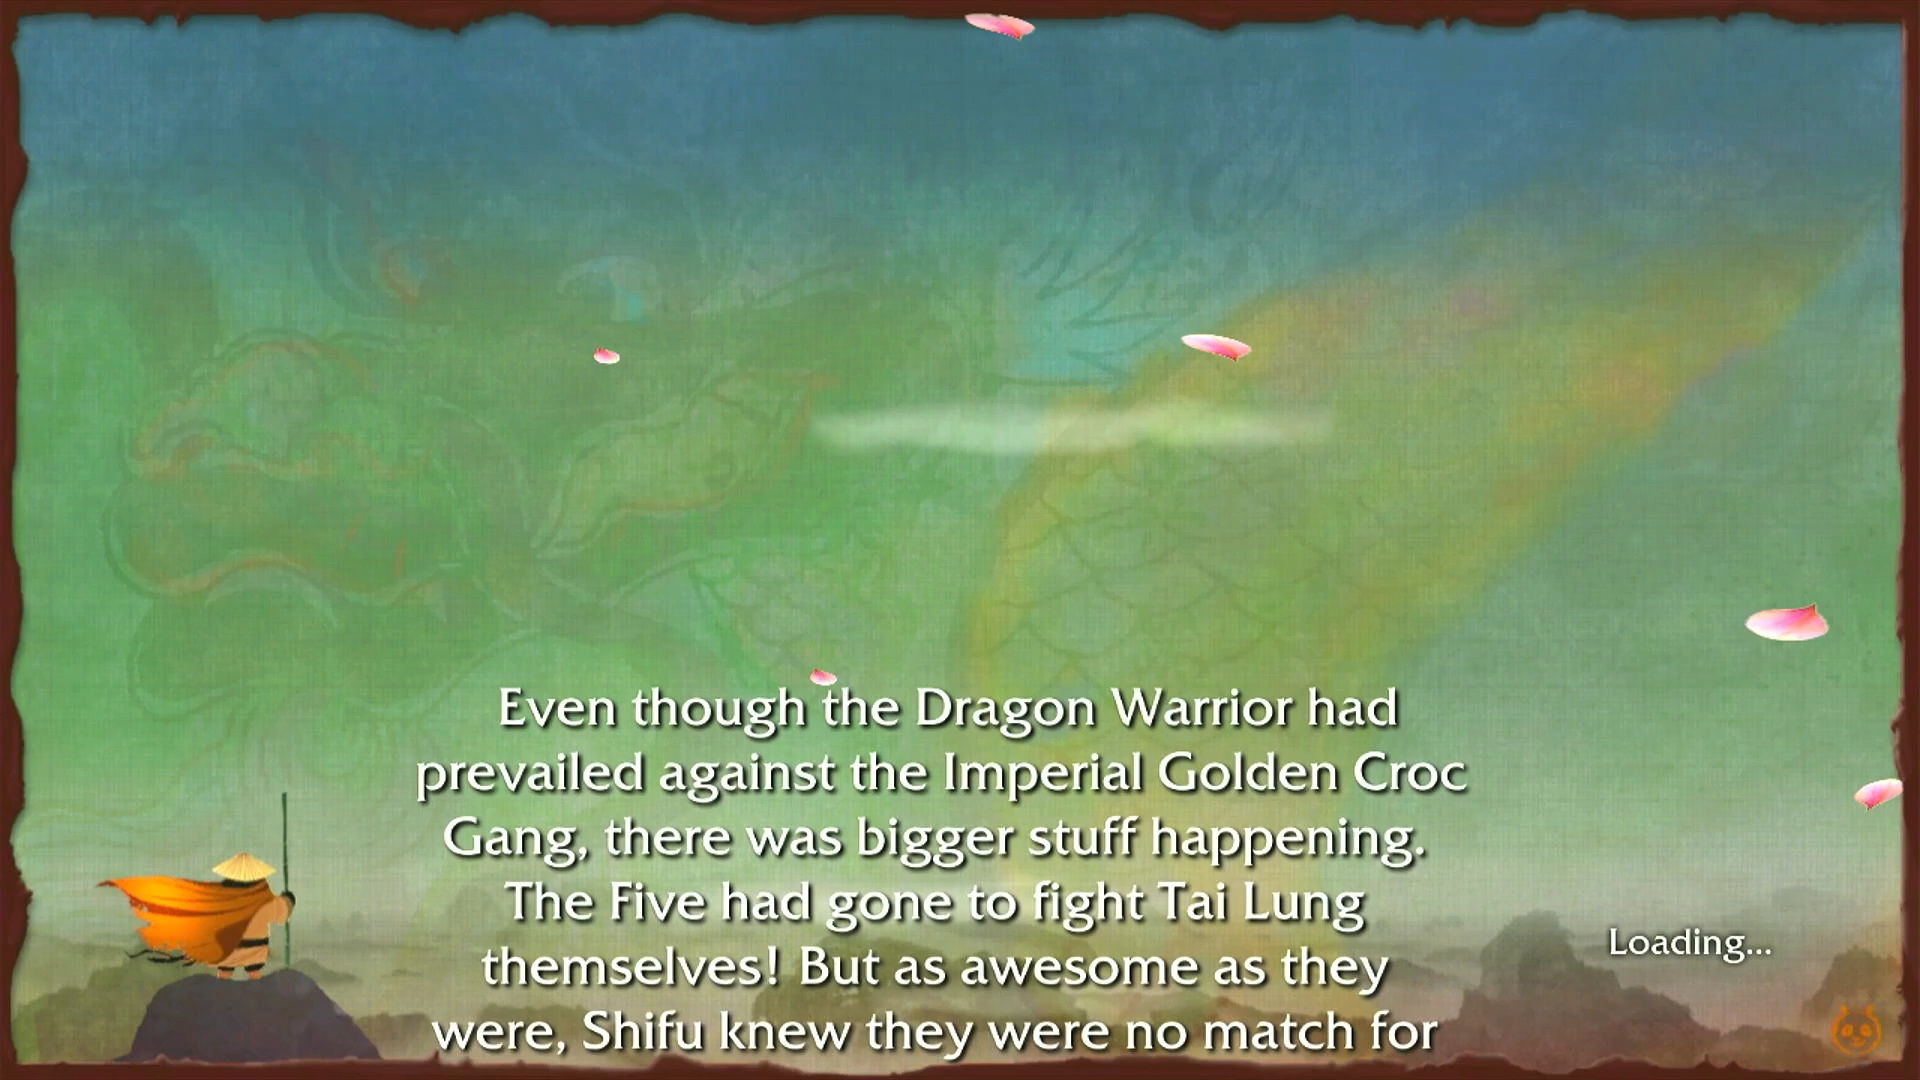 Even though the Dragon Warrior had
prevailed against the Imperial Golden Croc
Gang, there was bigger stuff happening.
The Five had gone to fight Tai Lung
themselves! But as awesome as they
were, Shifu knew they were no match for
Loading...